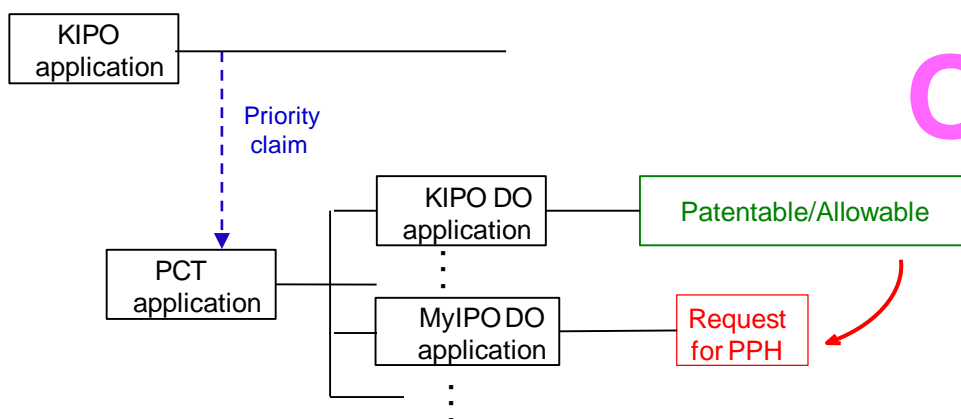 KIPO
application
Priority
claim
KIPO DO
application
Patentable/Allowable
PCT
application
MyIPO DO
application
Request
for PPH